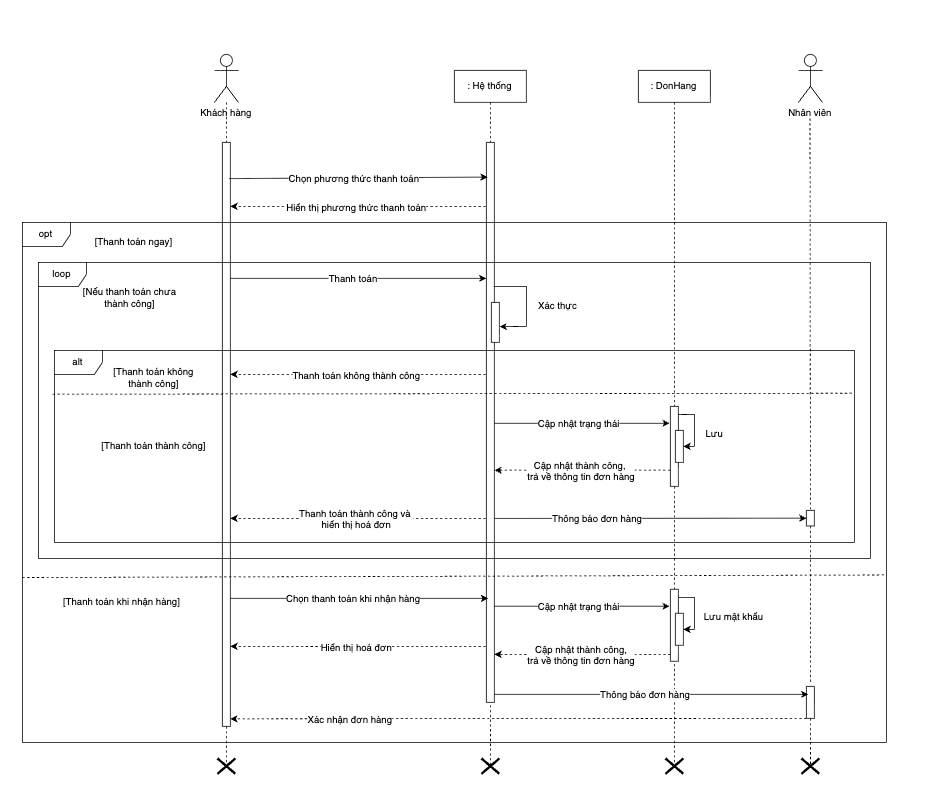 Khách hàng
: Hệ thống
: DonHang
Nhân viên
Chọn phương thức thanh toán
Hiển thị phương thức thanh toán
opt
[Thanh toán ngay]
loop
[Nếu thanh toán chưa
thành công]
Thanh toán
Xác thực
alt
[Thanh toán không
thành công]
Thanh toán không thành công
[Thanh toán thành công]
Cập nhật trạng thái
Lưu
Cập nhật thành công,
trả về thông tin đơn hàng
Thanh toán thành công và
hiển thị hoá đơn
Thông báo đơn hàng
[Thanh toán khi nhận hàng]
Chọn thanh toán khi nhận hàng
Cập nhật trạng thái
Lưu mật khẩu
Hiển thị hoá đơn
Cập nhật thành công,
trả về thông tin đơn hàng
Thông báo đơn hàng
Xác nhận đơn hàng